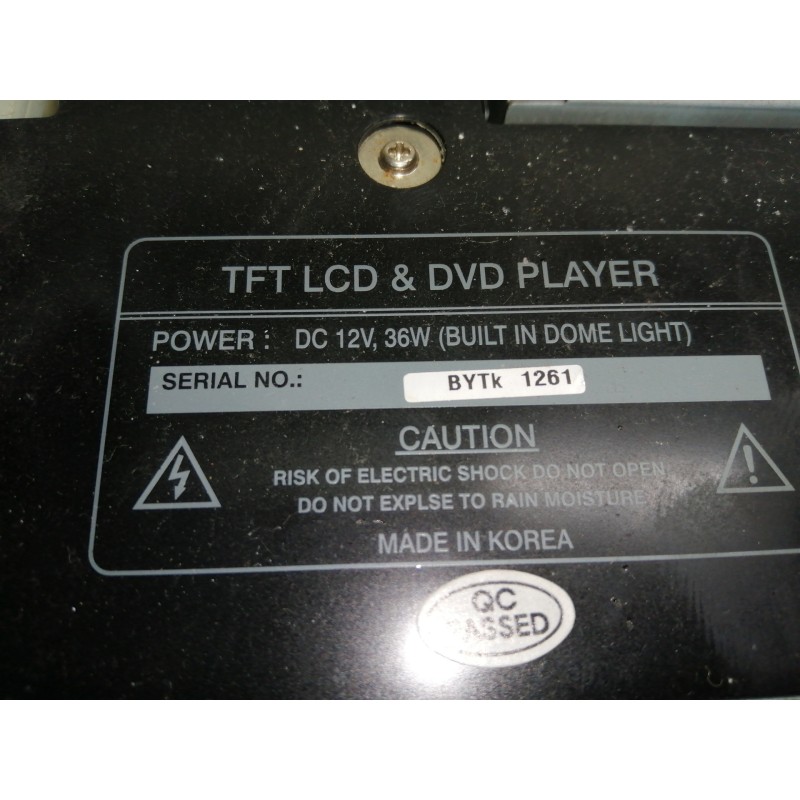 TFT LCD & DVD PLAYER
POWER : DC 12V, 36W (BUILT IN DOME LIGHT)
SERIAL NO.: BYTk 1261
CAUTION
RISK OF ELECTRIC SHOCK DO NOT OPEN
DO NOT EXPLSE TO RAIN MOISTURE
MADE IN KOREA
QC
PASSED